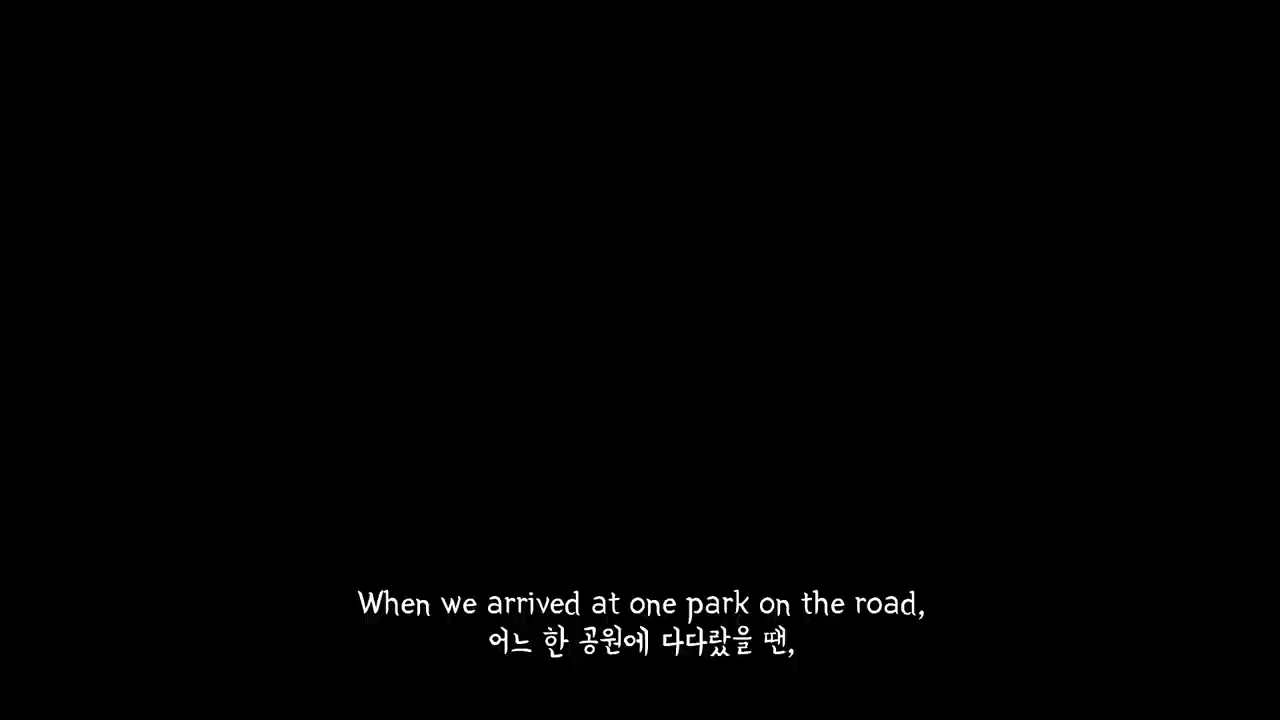 When we arrived at one park on the road,
어느 한 공원에 다다랐을 땐,